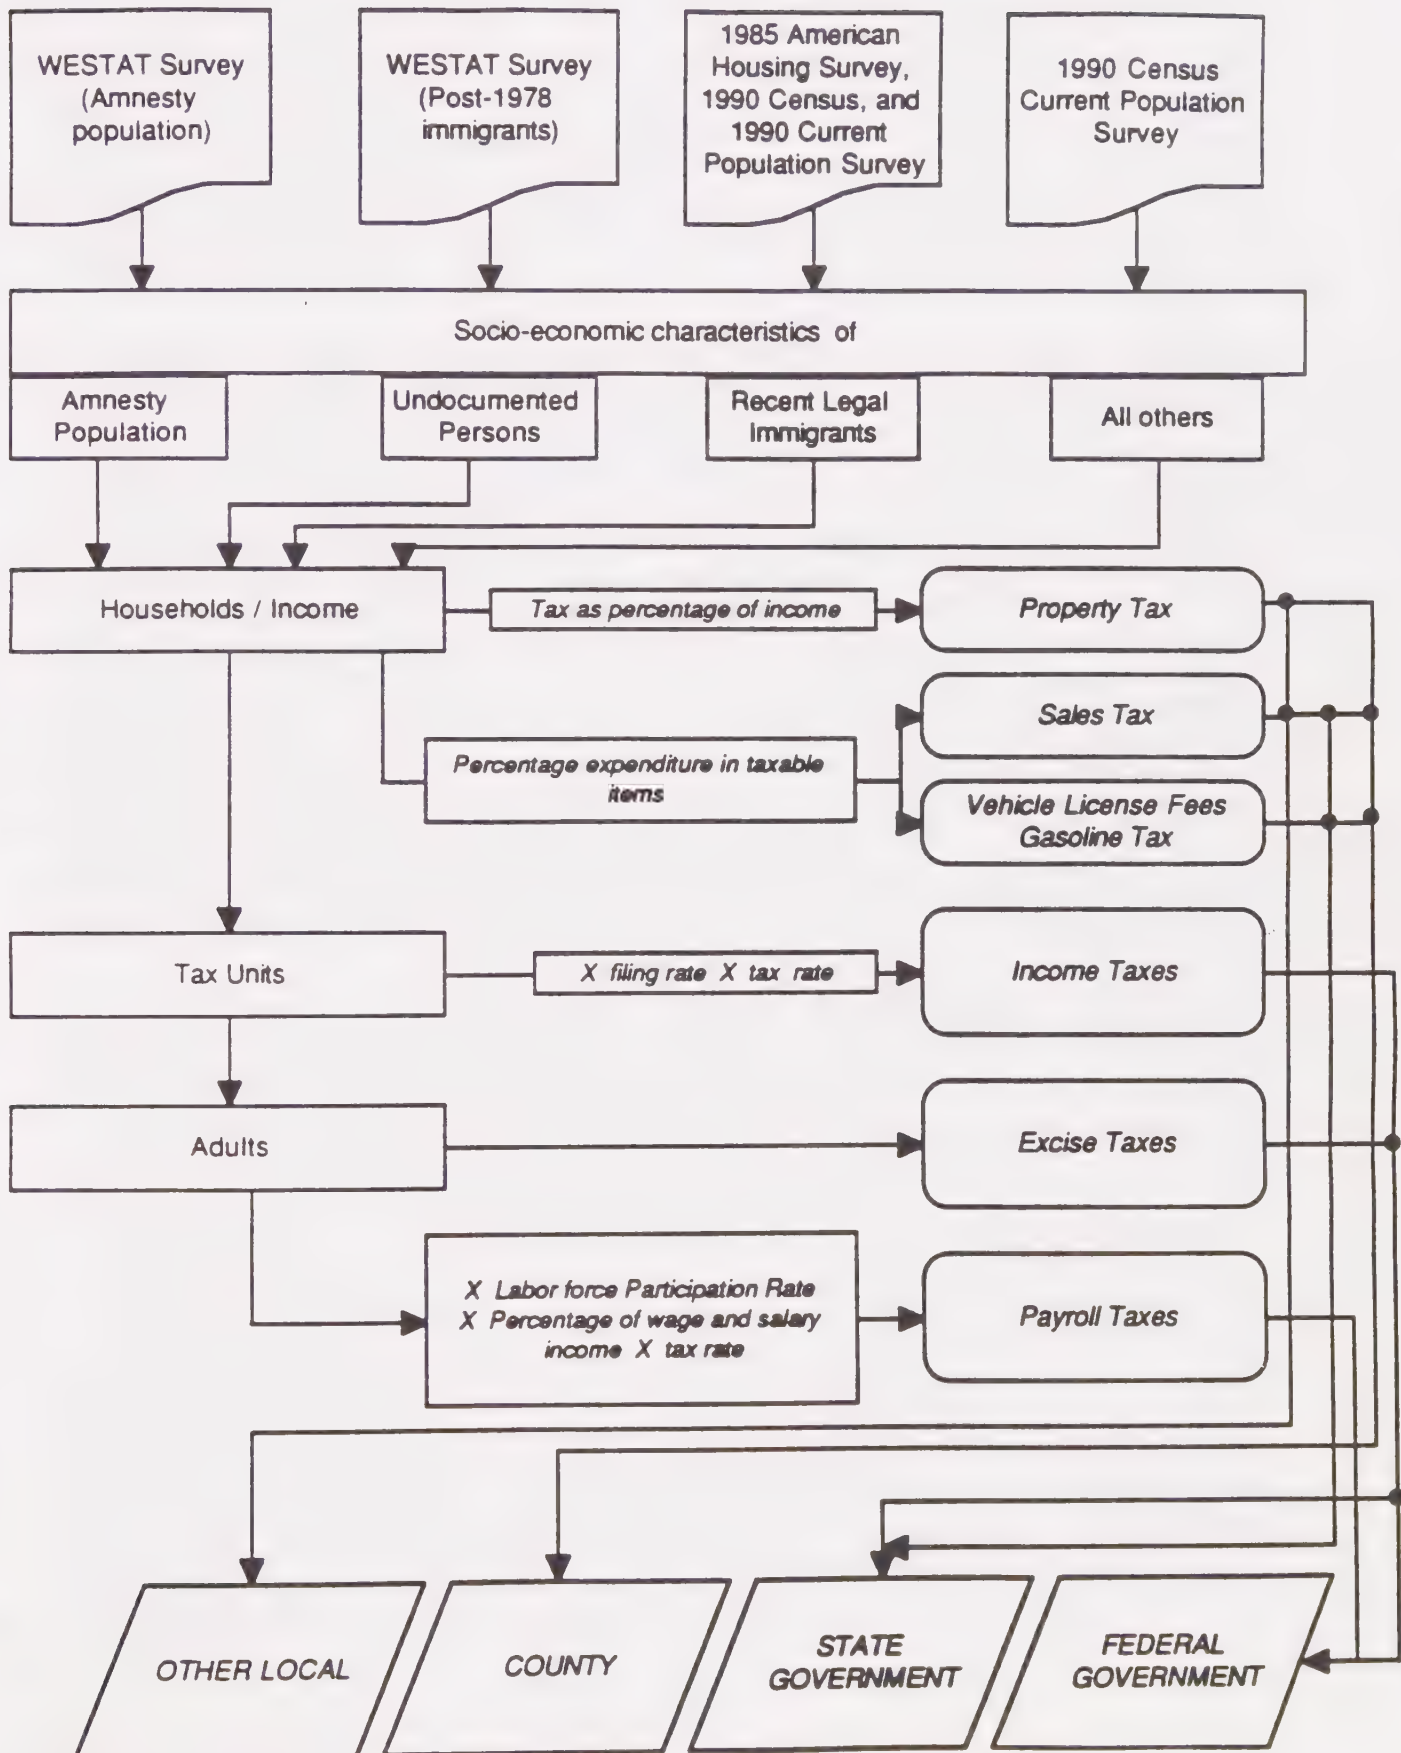 WESTAT Survey
(Amnesty
population)
WESTAT Survey
(Post-1978
immigrants)
1985 American
Housing Survey,
1990 Census, and
1990 Current
Population Survey
1990 Census
Current Population
Survey
Socio-economic characteristics of
Amnesty
Population
Undocumented
Persons
Recent Legal
Immigrants
All others
Households / Income
Tax as percentage of income
Property Tax
Sales Tax
Percentage expenditure in taxable
items
Vehicle License Fees
Gasoline Tax
Tax Units
X filing rate X tax rate
Income Taxes
Adults
Excise Taxes
X Labor force Participation Rate
X Percentage of wage and salary
income X tax rate
Payroll Taxes
OTHER LOCAL
COUNTY
STATE
GOVERNMENT
FEDERAL
GOVERNMENT